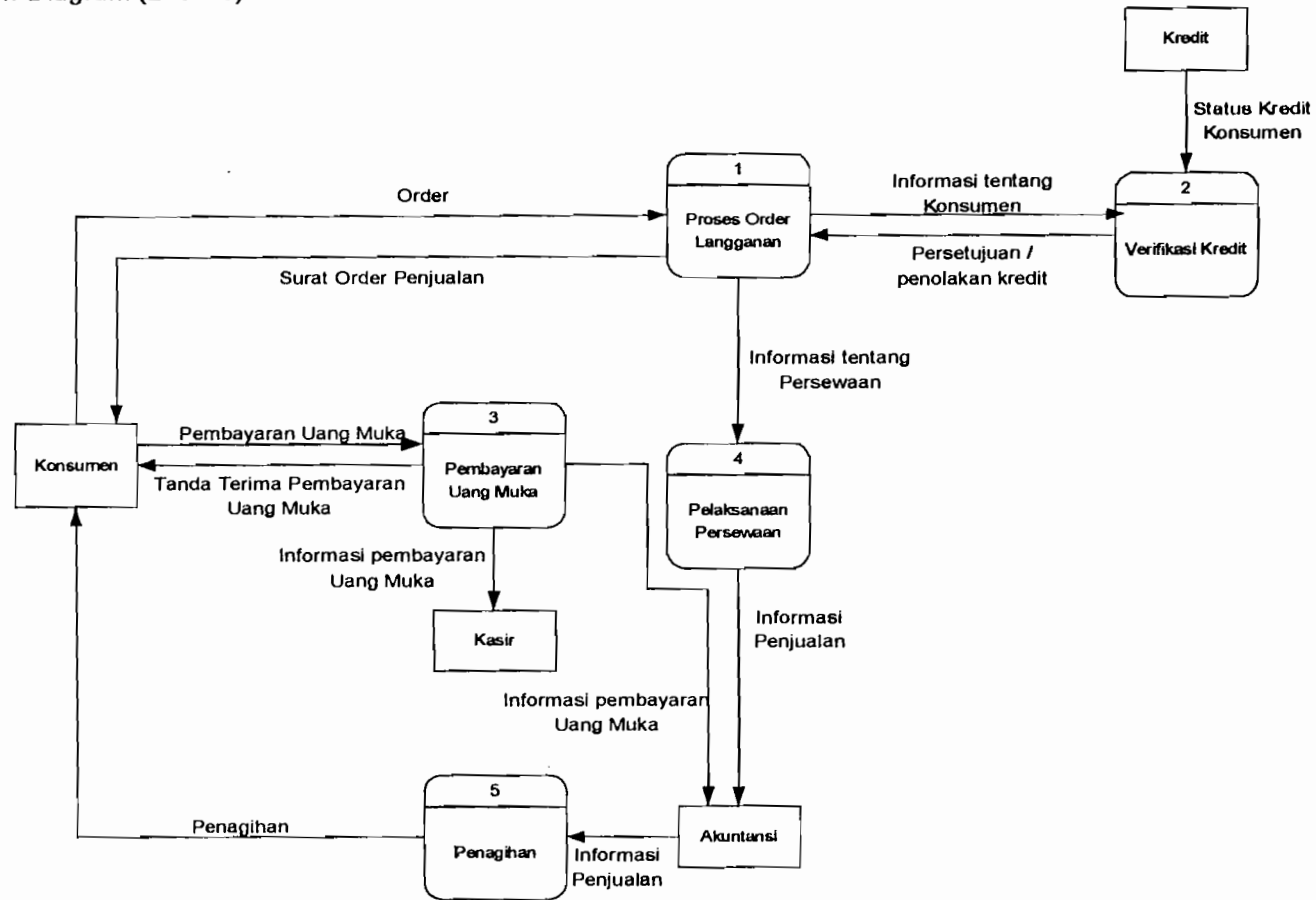 Kredit
Status Kredit
Konsumen
1
Proses Order
Langganan
Informasi tentang
Konsumen
2
Verifikasi Kredit
Order
Persetujuan /
penolakan kredit
Surat Order Penjualan
Informasi tentang
Persewaan
Konsumen
Pembayaran Uang Muka
3
Pembayaran
Uang Muka
Tanda Terima Pembayaran
Uang Muka
4
Pelaksanaan
Persewaan
Informasi pembayaran
Uang Muka
Kasir
Informasi
Penjualan
Informasi pembayaran
Uang Muka
5
Penagihan
Penagihan
Informasi
Penjualan
Akuntansi